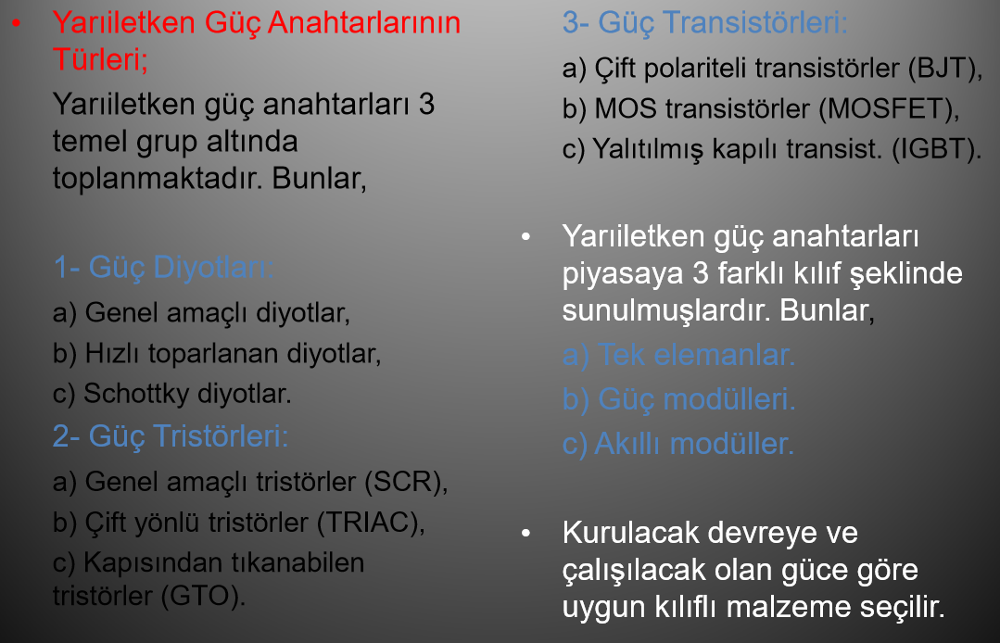 • Yarıiletken Güç Anahtarlarının
Türleri;
Yarıiletken güç anahtarları 3
temel grup altında
toplanmaktadır. Bunlar,
1- Güç Diyotları:
a) Genel amaçlı diyotlar,
b) Hızlı toparlanan diyotlar,
c) Schottky diyotlar.
2- Güç Tristörleri:
a) Genel amaçlı tristörler (SCR),
b) Çift yönlü tristörler (TRIAC),
c) Kapısından tıkanabilen
tristörler (GTO).
3- Güç Transistörleri:
a) Çift polariteli transistörler (BJT),
b) MOS transistörler (MOSFET),
c) Yalıtılmış kapılı transist. (IGBT).
• Yarıiletken güç anahtarları
piyasaya 3 farklı kılıf şeklinde
sunulmuşlardır. Bunlar,
a) Tek elemanlar.
b) Güç modülleri.
c) Akıllı modüller.
• Kurulacak devreye ve
çalışılacak olan güce göre
uygun kılıflı malzeme seçilir.